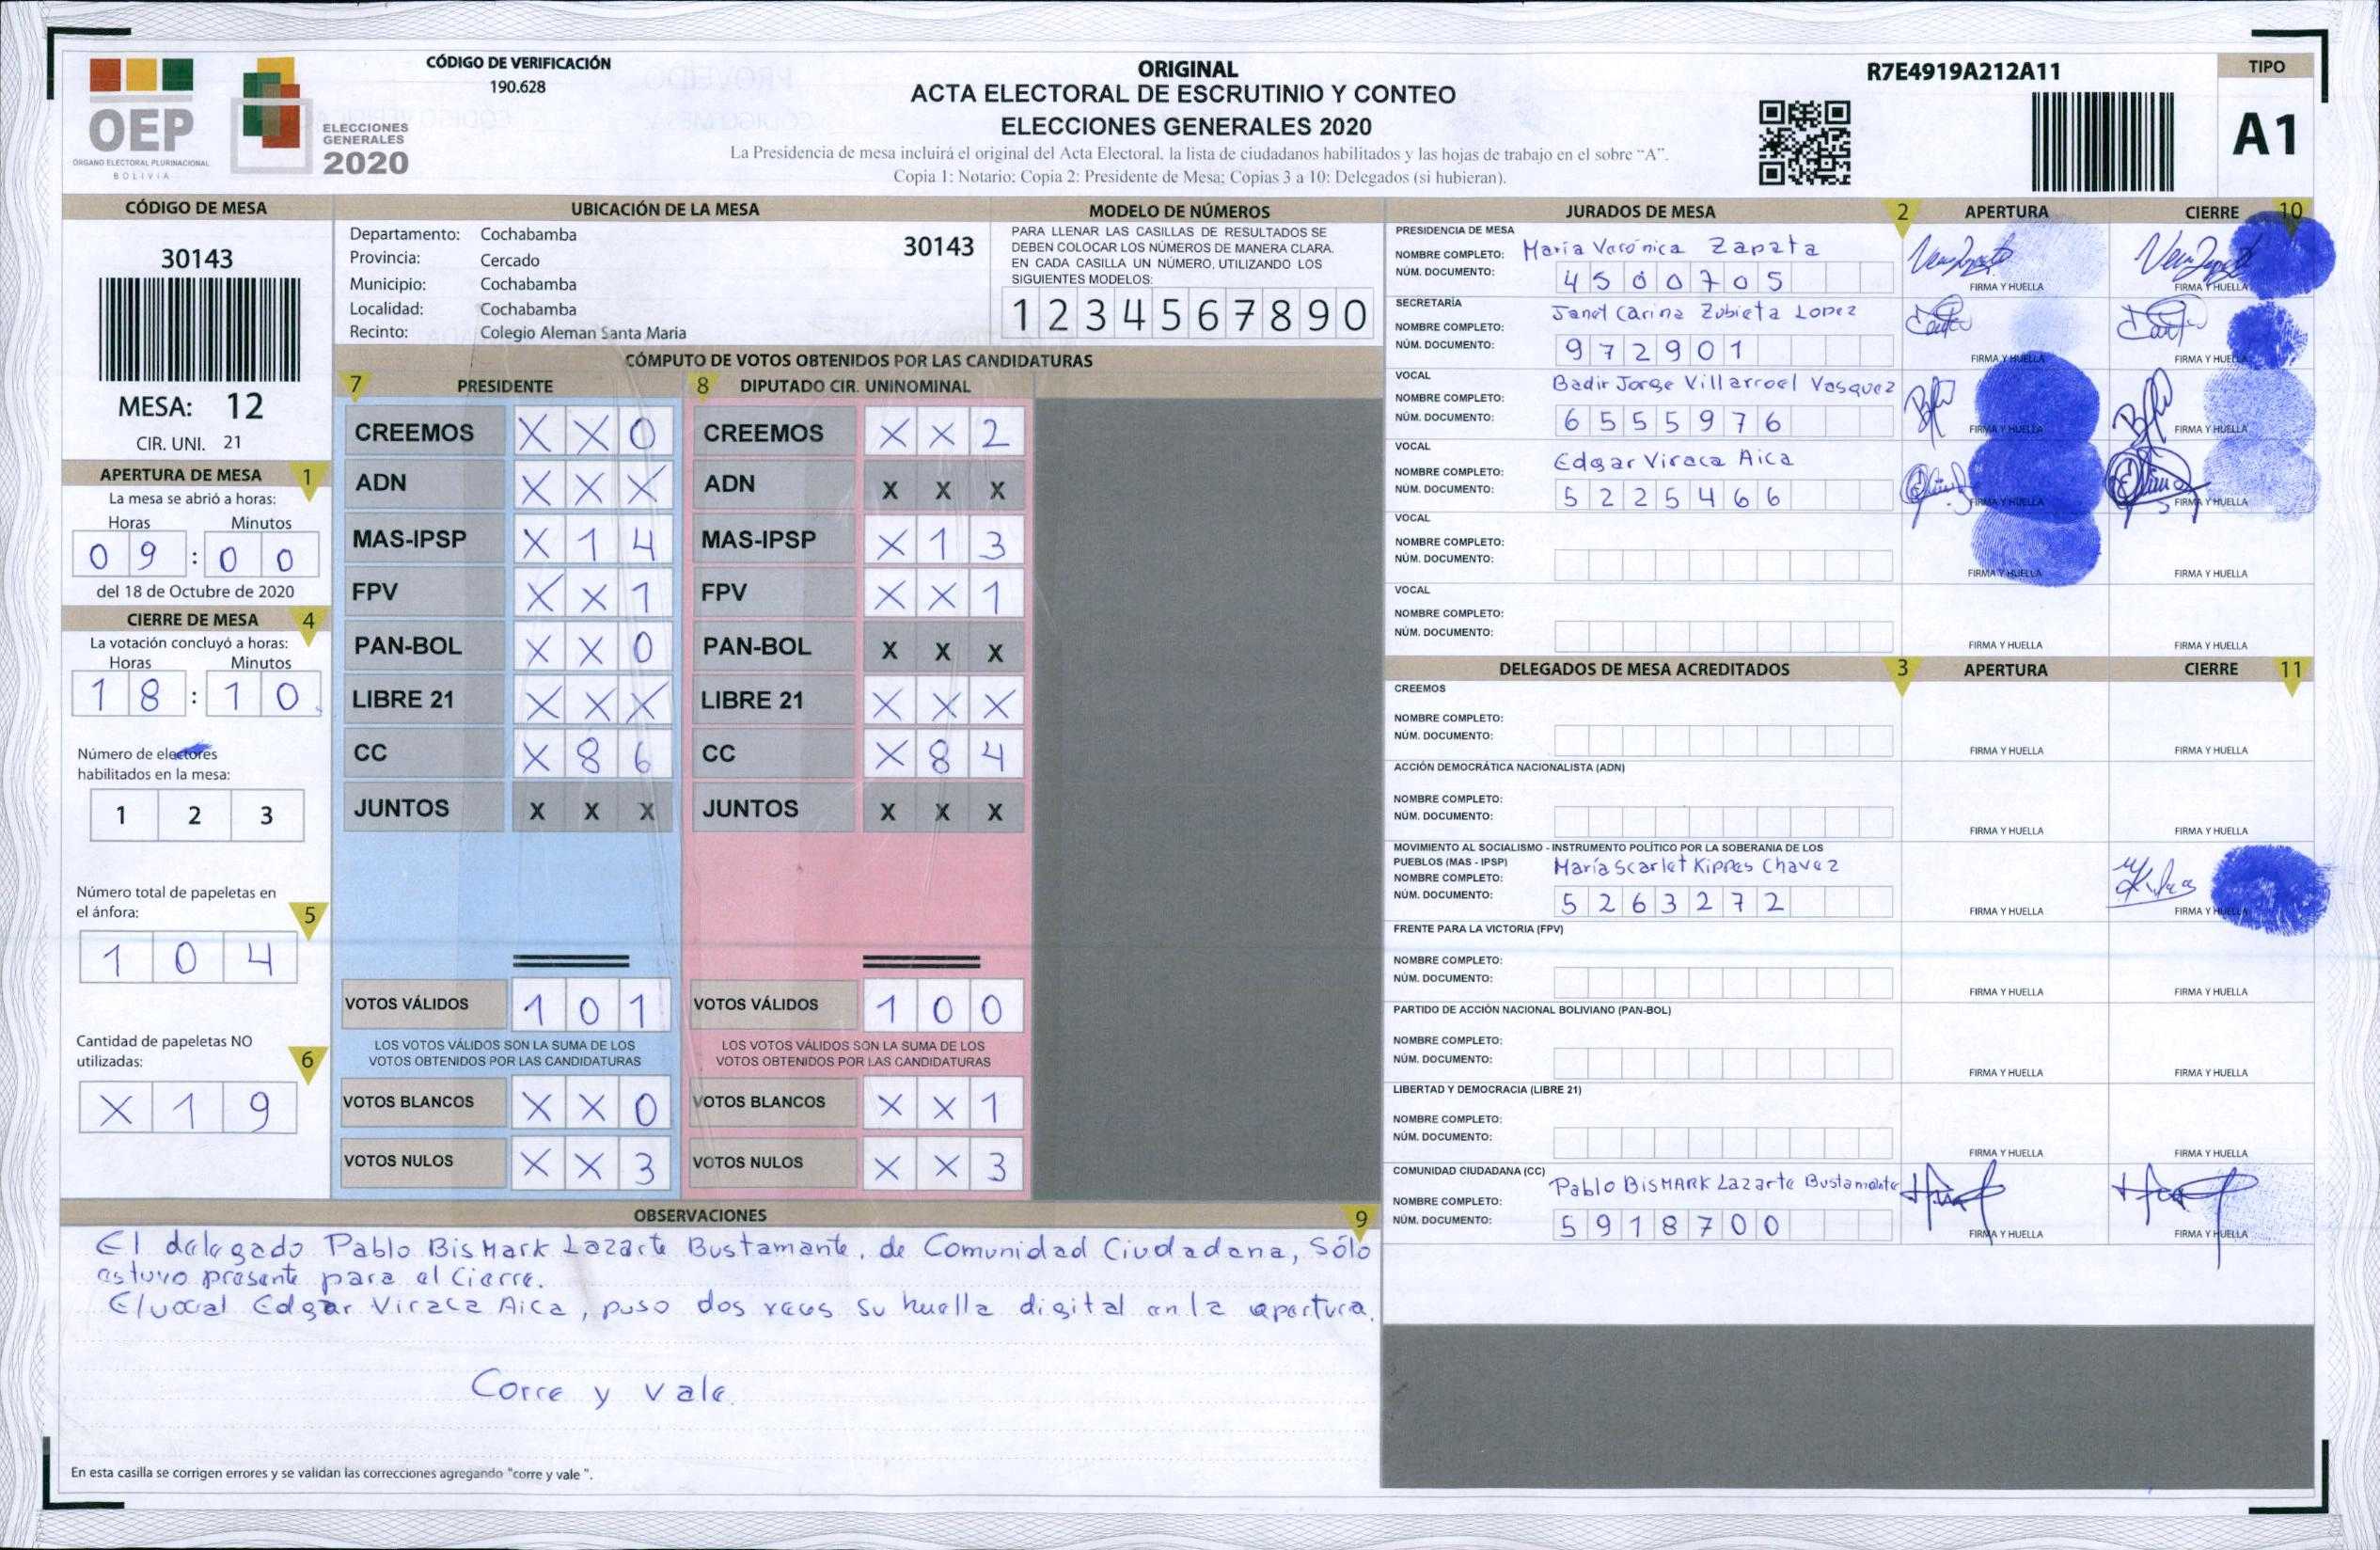 OEP
ÓRGANO ELECTORAL PLURINACIONAL
BOLIVIA
ELECCIONES
GENERALES
2020
CÓDIGO DE VERIFICACIÓN
190.628
ORIGINAL
ACTA ELECTORAL DE ESCRUTINIO Y CONTEO
ELECCIONES GENERALES 2020
La Presidencia de mesa incluirá el original del Acta Electoral, la lista de ciudadanos habilitados y las hojas de trabajo en el sobre "A".
Copia 1: Notario; Copia 2: Presidente de Mesa; Copias 3 a 10: Delegados (si hubieran).
R7E4919A212A11
TIPO
A1
CÓDIGO DE MESA
30143
MESA: 12
CIR. UNI. 21
APERTURA DE MESA 1
La mesa se abrió a horas:
Horas Minutos
0 9 : 0 0
del 18 de Octubre de 2020
CIERRE DE MESA 4
La votación concluyó a horas:
Horas Minutos
1 8 : 1 0
Número de electores
habilitados en la mesa:
1 2 3
Número total de papeletas en
el ánfora: 5
1 0 4
Cantidad de papeletas NO
utilizadas: 6
X 1 9
UBICACIÓN DE LA MESA
Departamento: Cochabamba 30143
Provincia: Cercado
Municipio: Cochabamba
Localidad: Cochabamba
Recinto: Colegio Aleman Santa Maria
MODELO DE NÚMEROS
PARA LLENAR LAS CASILLAS DE RESULTADOS SE
DEBEN COLOCAR LOS NÚMEROS DE MANERA CLARA.
EN CADA CASILLA UN NÚMERO, UTILIZANDO LOS
SIGUIENTES MODELOS:
1 2 3 4 5 6 7 8 9 0
CÓMPUTO DE VOTOS OBTENIDOS POR LAS CANDIDATURAS
7 PRESIDENTE 8 DIPUTADO CIR. UNINOMINAL
CREEMOS X X 0 CREEMOS X X 2
ADN X X X ADN X X X
MAS-IPSP X 1 4 MAS-IPSP X 1 3
FPV X X 1 FPV X X 1
PAN-BOL X X 0 PAN-BOL X X X
LIBRE 21 X X X LIBRE 21 X X X
CC X 8 6 CC X 8 4
JUNTOS X X X JUNTOS X X X
VOTOS VÁLIDOS 1 0 1 VOTOS VÁLIDOS 1 0 0
LOS VOTOS VÁLIDOS SON LA SUMA DE LOS LOS VOTOS VÁLIDOS SON LA SUMA DE LOS
VOTOS OBTENIDOS POR LAS CANDIDATURAS VOTOS OBTENIDOS POR LAS CANDIDATURAS
VOTOS BLANCOS X X 0 VOTOS BLANCOS X X 1
VOTOS NULOS X X 3 VOTOS NULOS X X 3
OBSERVACIONES 9
El delegado Pablo Bismark Lazarte Bustamante, de Comunidad Ciudadana, Sólo
estuvo presente para el Cierre.
El vocal Edgar Viraca Aica, puso dos veces su huella digital en la apertura.
Corre y vale.
En esta casilla se corrigen errores y se validan las correcciones agregando "corre y vale ".
JURADOS DE MESA 2 APERTURA CIERRE 10
PRESIDENCIA DE MESA
NOMBRE COMPLETO: María Verónica Zapata
NÚM. DOCUMENTO: 4 5 0 0 7 0 5
FIRMA Y HUELLA FIRMA Y HUELLA
SECRETARÍA
NOMBRE COMPLETO: Janet Carina Zubieta Lopez
NÚM. DOCUMENTO: 9 7 2 9 0 1
FIRMA Y HUELLA FIRMA Y HUELLA
VOCAL
NOMBRE COMPLETO: Badir Jorge Villarroel Vasquez
NÚM. DOCUMENTO: 6 5 5 5 9 7 6
FIRMA Y HUELLA FIRMA Y HUELLA
VOCAL
NOMBRE COMPLETO: Edgar Viraca Aica
NÚM. DOCUMENTO: 5 2 2 5 4 6 6
FIRMA Y HUELLA FIRMA Y HUELLA
VOCAL
NOMBRE COMPLETO:
NÚM. DOCUMENTO:
FIRMA Y HUELLA FIRMA Y HUELLA
VOCAL
NOMBRE COMPLETO:
NÚM. DOCUMENTO:
FIRMA Y HUELLA FIRMA Y HUELLA
DELEGADOS DE MESA ACREDITADOS 3 APERTURA CIERRE 11
CREEMOS
NOMBRE COMPLETO:
NÚM. DOCUMENTO:
FIRMA Y HUELLA FIRMA Y HUELLA
ACCIÓN DEMOCRÁTICA NACIONALISTA (ADN)
NOMBRE COMPLETO:
NÚM. DOCUMENTO:
FIRMA Y HUELLA FIRMA Y HUELLA
MOVIMIENTO AL SOCIALISMO - INSTRUMENTO POLÍTICO POR LA SOBERANIA DE LOS
PUEBLOS (MAS - IPSP)
NOMBRE COMPLETO: María Scarlet Kippes Chavez
NÚM. DOCUMENTO: 5 2 6 3 2 7 2
FIRMA Y HUELLA FIRMA Y HUELLA
FRENTE PARA LA VICTORIA (FPV)
NOMBRE COMPLETO:
NÚM. DOCUMENTO:
FIRMA Y HUELLA FIRMA Y HUELLA
PARTIDO DE ACCIÓN NACIONAL BOLIVIANO (PAN-BOL)
NOMBRE COMPLETO:
NÚM. DOCUMENTO:
FIRMA Y HUELLA FIRMA Y HUELLA
LIBERTAD Y DEMOCRACIA (LIBRE 21)
NOMBRE COMPLETO:
NÚM. DOCUMENTO:
FIRMA Y HUELLA FIRMA Y HUELLA
COMUNIDAD CIUDADANA (CC)
NOMBRE COMPLETO: Pablo BisMARK Lazarte Bustamante
NÚM. DOCUMENTO: 5 9 1 8 7 0 0
FIRMA Y HUELLA FIRMA Y HUELLA